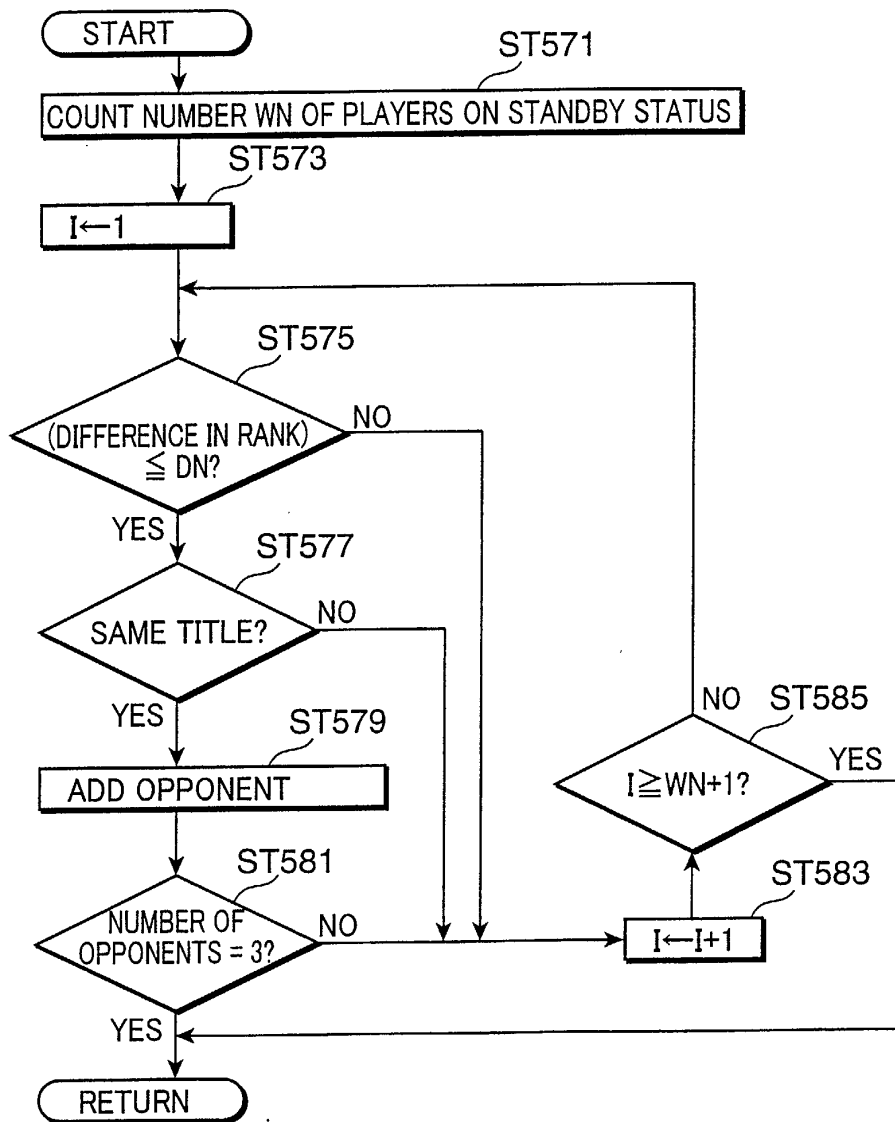 START
ST571
COUNT NUMBER WN OF PLAYERS ON STANDBY STATUS
ST573
I←1
ST575
(DIFFERENCE IN RANK)
≦ DN?
NO
YES
ST577
SAME TITLE?
NO
YES
ST579
ADD OPPONENT
ST581
NUMBER OF
OPPONENTS = 3?
NO
YES
ST583
I←I+1
ST585
I≧WN+1?
NO
YES
RETURN